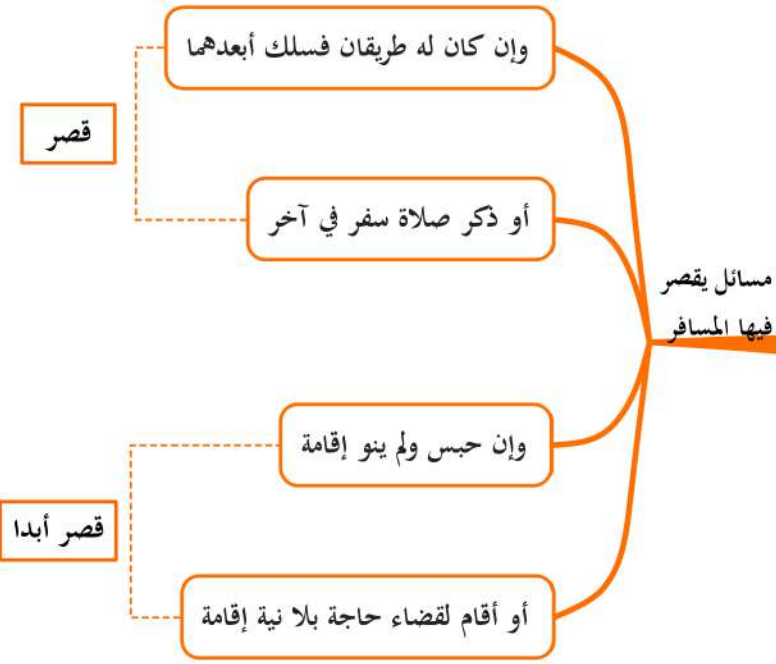 مسائل يقصر
فيها المسافر
وإن كان له طريقان فسلك أبعدهما
أو ذكر صلاة سفر في آخر
قصر
وإن حبس ولم ينو إقامة
أو أقام لقضاء حاجة بلا نية إقامة
قصر أبدا